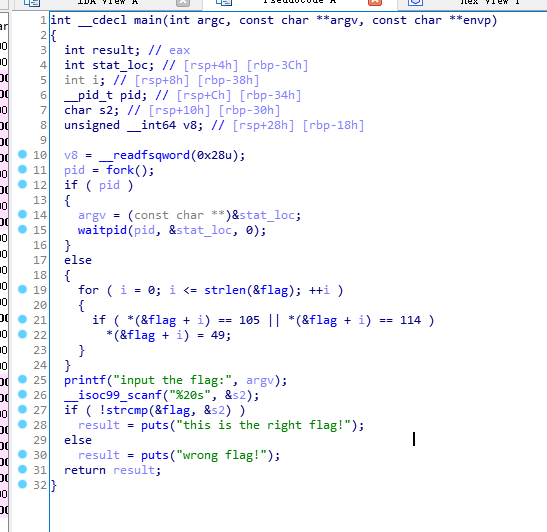 IDA View A
Pseudocode A
Hex View 1
1 int __cdecl main(int argc, const char **argv, const char **envp)
2 {
3 int result; // eax
4 int stat_loc; // [rsp+4h] [rbp-3Ch]
5 int i; // [rsp+8h] [rbp-38h]
6 __pid_t pid; // [rsp+Ch] [rbp-34h]
7 char s2; // [rsp+10h] [rbp-30h]
8 unsigned __int64 v8; // [rsp+28h] [rbp-18h]
9
10 v8 = __readfsqword(0x28u);
11 pid = fork();
12 if ( pid )
13 {
14 argv = (const char **)&stat_loc;
15 waitpid(pid, &stat_loc, 0);
16 }
17 else
18 {
19 for ( i = 0; i <= strlen(&flag); ++i )
20 {
21 if ( *(&flag + i) == 105 || *(&flag + i) == 114 )
22 *(&flag + i) = 49;
23 }
24 }
25 printf("input the flag:", argv);
26 __isoc99_scanf("%20s", &s2);
27 if ( !strcmp(&flag, &s2) )
28 result = puts("this is the right flag!");
29 else
30 result = puts("wrong flag!");
31 return result;
32 }